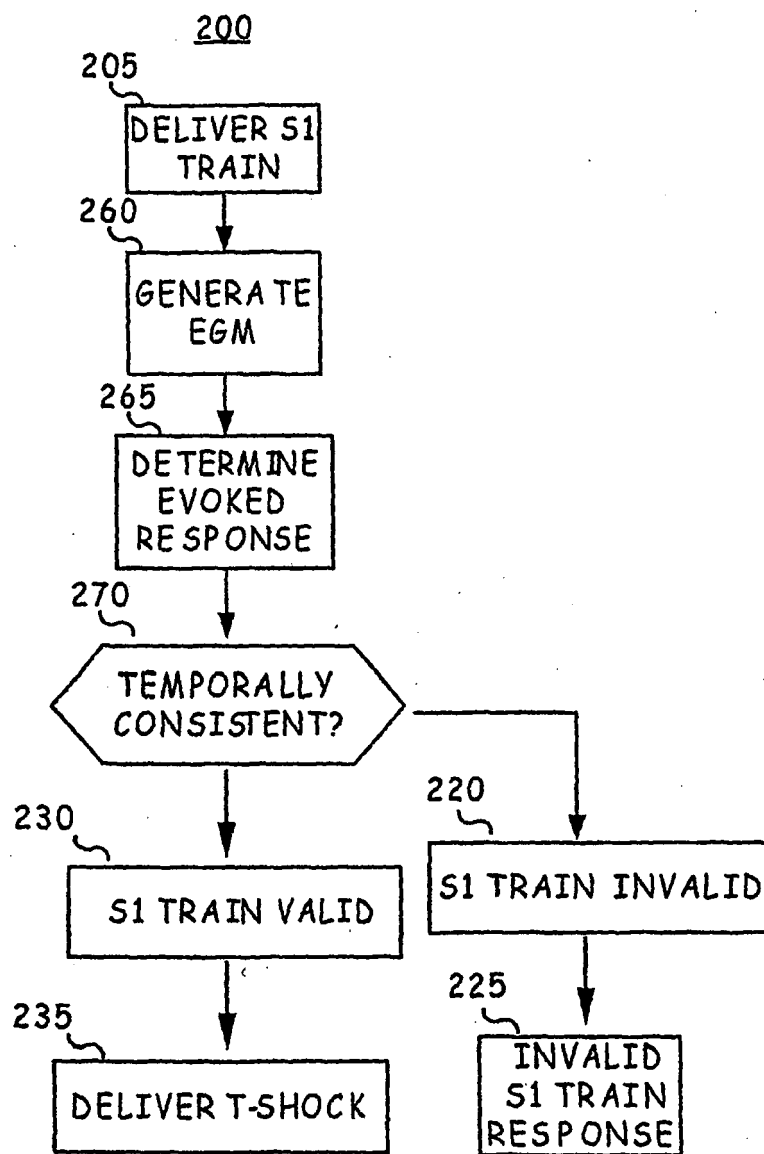 200
205
DELIVER S1
TRAIN
260
GENERATE
EGM
265
DETERMINE
EVOKED
RESPONSE
270
TEMPORALLY
CONSISTENT?
230
S1 TRAIN VALID
220
S1 TRAIN INVALID
235
DELIVER T-SHOCK
225
INVALID
S1 TRAIN
RESPONSE